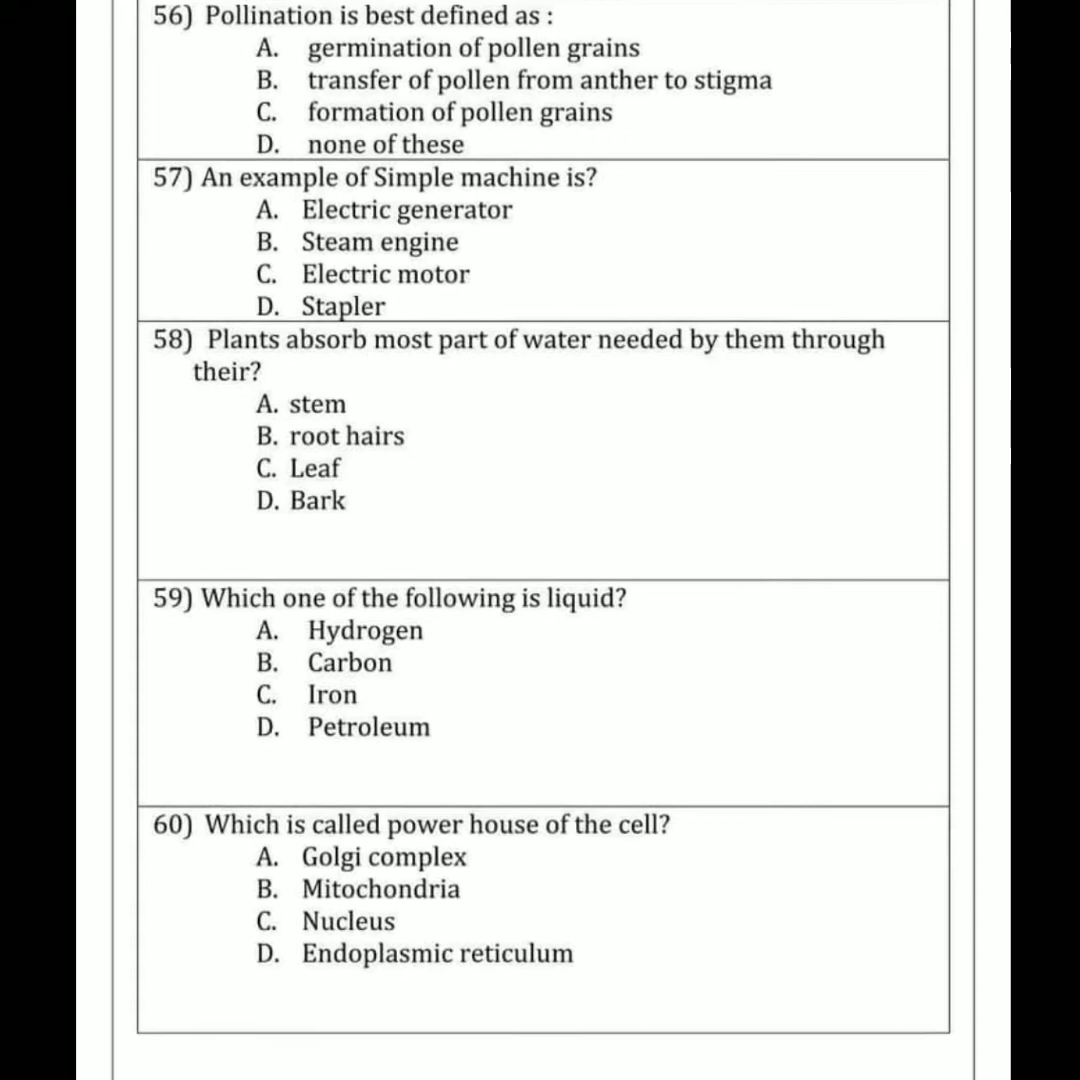 56) Pollination is best defined as :
A. germination of pollen grains
B. transfer of pollen from anther to stigma
C. formation of pollen grains
D. none of these
57) An example of Simple machine is?
A. Electric generator
B. Steam engine
C. Electric motor
D. Stapler
58) Plants absorb most part of water needed by them through
their?
A. stem
B. root hairs
C. Leaf
D. Bark
59) Which one of the following is liquid?
A. Hydrogen
B. Carbon
C. Iron
D. Petroleum
60) Which is called power house of the cell?
A. Golgi complex
B. Mitochondria
C. Nucleus
D. Endoplasmic reticulum